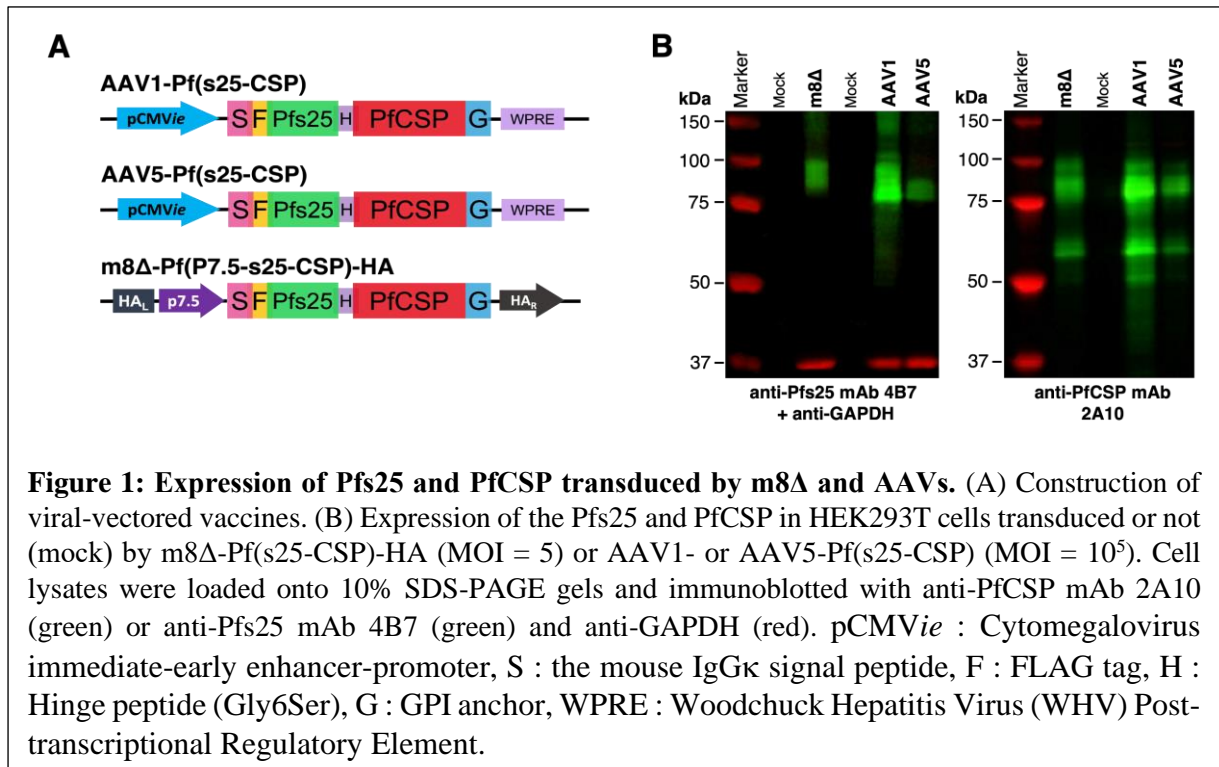 A
AAV1-Pf(s25-CSP)
pCMVie S F Pfs25 H PfCSP G WPRE
AAV5-Pf(s25-CSP)
pCMVie S F Pfs25 H PfCSP G WPRE
m8Δ-Pf(P7.5-s25-CSP)-HA
HAL p7.5 S F Pfs25 H PfCSP G HAR
B
kDa Marker Mock m8Δ Mock AAV1 AAV5
150
100
75
50
37
anti-Pfs25 mAb 4B7
+ anti-GAPDH
kDa Marker m8Δ Mock AAV1 AAV5
150
100
75
50
37
anti-PfCSP mAb
2A10
Figure 1: Expression of Pfs25 and PfCSP transduced by m8Δ and AAVs. (A) Construction of
viral-vectored vaccines. (B) Expression of the Pfs25 and PfCSP in HEK293T cells transduced or not
(mock) by m8Δ-Pf(s25-CSP)-HA (MOI = 5) or AAV1- or AAV5-Pf(s25-CSP) (MOI = 10⁵). Cell
lysates were loaded onto 10% SDS-PAGE gels and immunoblotted with anti-PfCSP mAb 2A10
(green) or anti-Pfs25 mAb 4B7 (green) and anti-GAPDH (red). pCMVie : Cytomegalovirus
immediate-early enhancer-promoter, S : the mouse IgGκ signal peptide, F : FLAG tag, H :
Hinge peptide (Gly6Ser), G : GPI anchor, WPRE : Woodchuck Hepatitis Virus (WHV) Post-
transcriptional Regulatory Element.